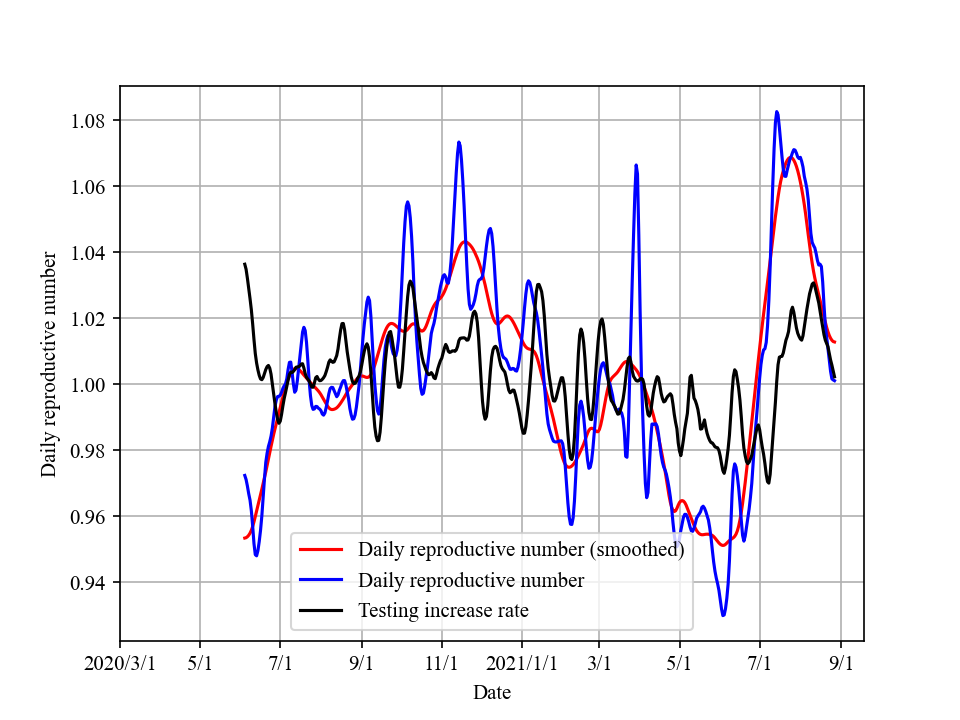 1.08
1.06
1.04
1.02
1.00
0.98
0.96
0.94
Daily reproductive number
Daily reproductive number (smoothed)
Daily reproductive number
Testing increase rate
2020/3/1 5/1 7/1 9/1 11/1 2021/1/1 3/1 5/1 7/1 9/1
Date